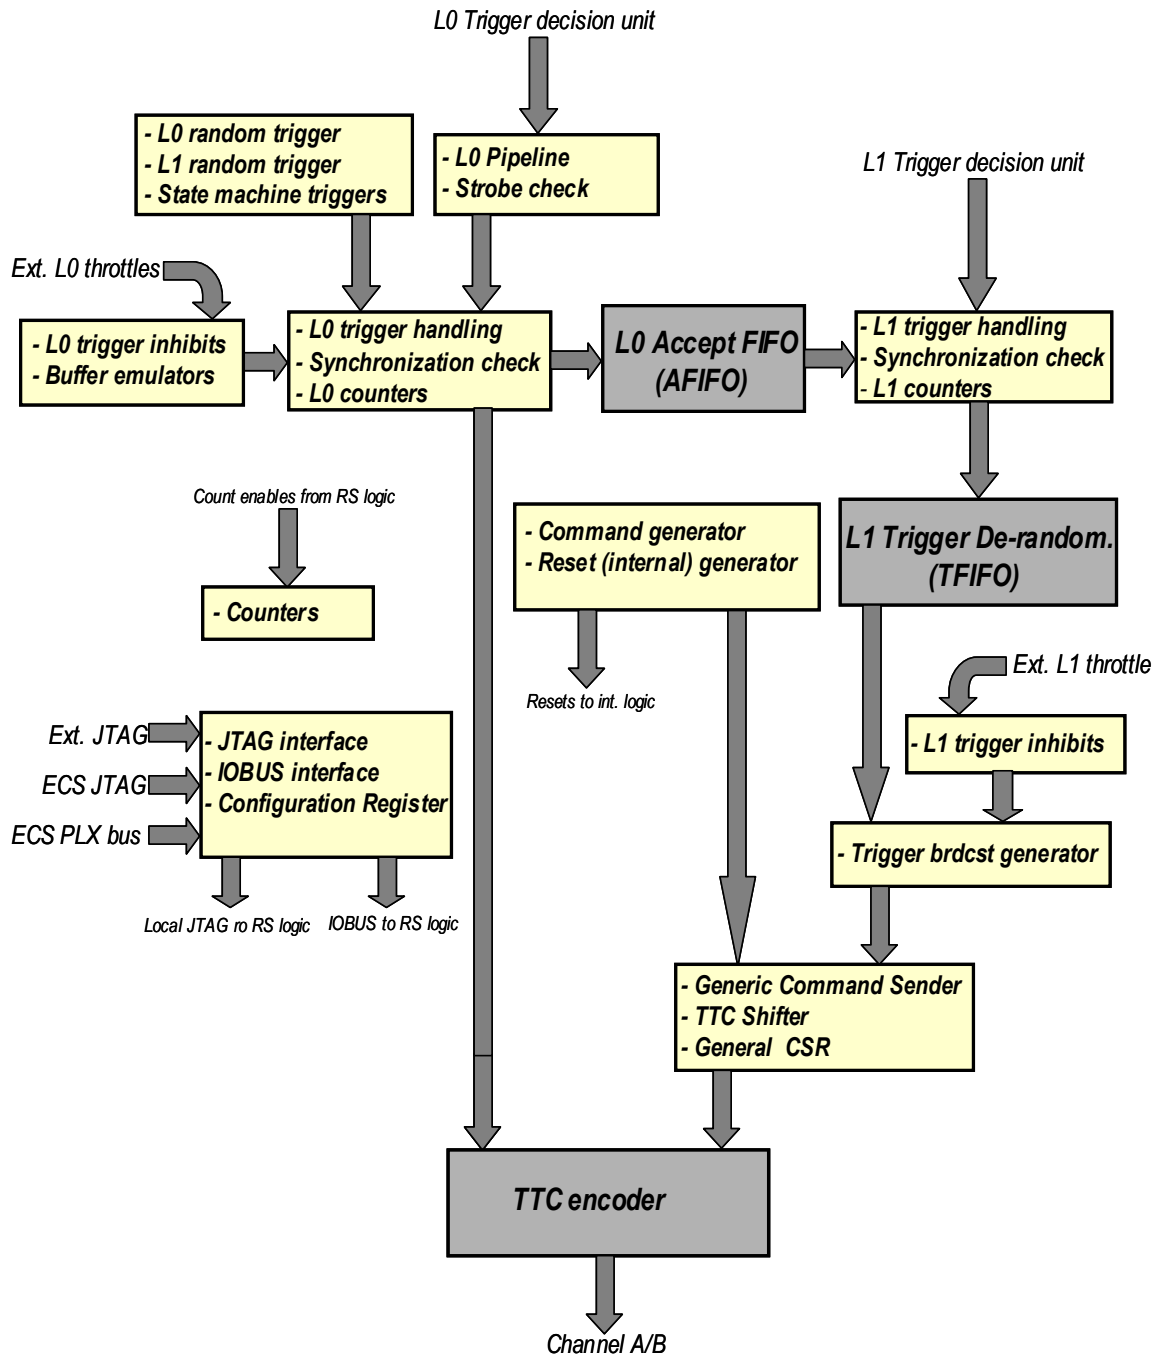 L0 Trigger decision unit
- L0 random trigger
- L1 random trigger
- State machine triggers
- L0 Pipeline
- Strobe check
L1 Trigger decision unit
Ext. L0 throttles
- L0 trigger inhibits
- Buffer emulators
- L0 trigger handling
- Synchronization check
- L0 counters
L0 Accept FIFO
(AFIFO)
- L1 trigger handling
- Synchronization check
- L1 counters
Count enables from RS logic
- Counters
- Command generator
- Reset (internal) generator
L1 Trigger De-random.
(TFIFO)
Resets to int. logic
Ext. L1 throttle
- L1 trigger inhibits
Ext. JTAG
ECS JTAG
ECS PLX bus
- JTAG interface
- IOBUS interface
- Configuration Register
Local JTAG ro RS logic
IOBUS to RS logic
- Trigger brdcst generator
- Generic Command Sender
- TTC Shifter
- General CSR
TTC encoder
Channel A/B